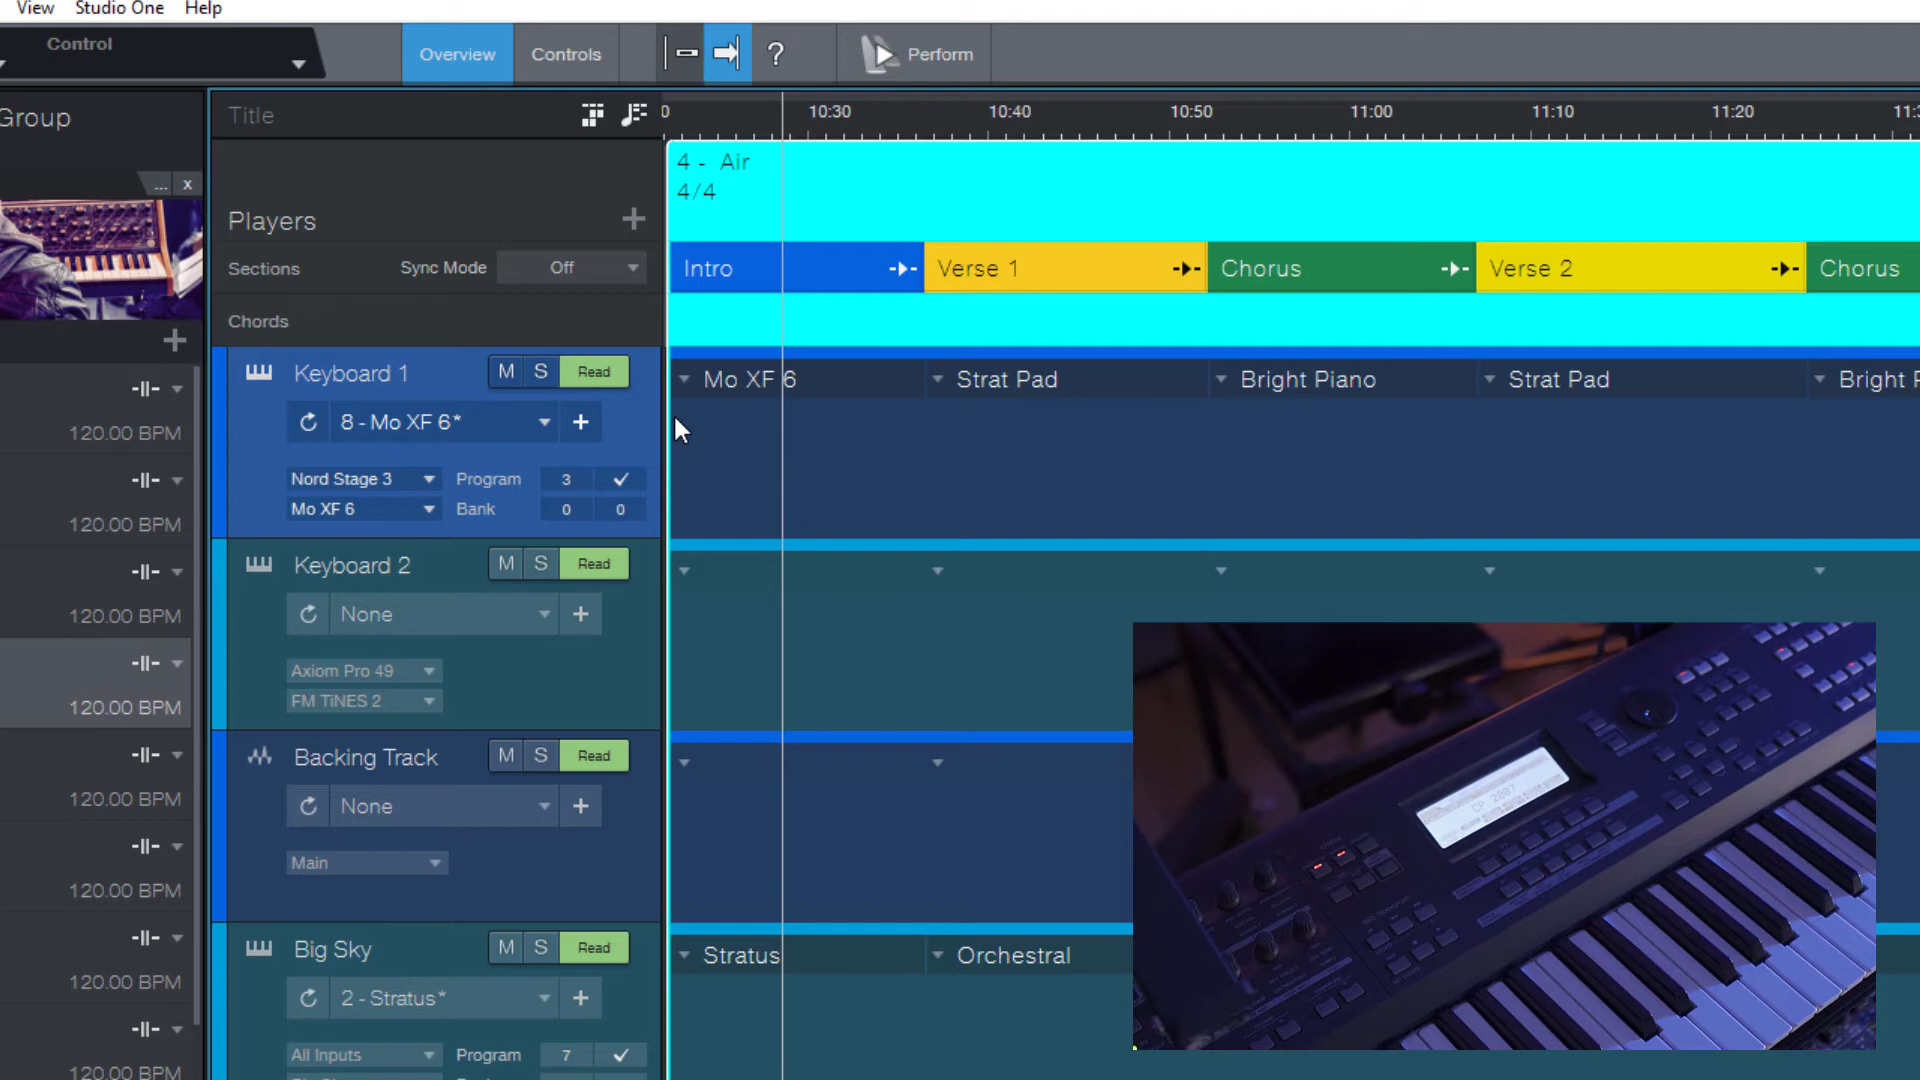 View Studio One Help
Control
Overview Controls ? Perform
Group
Title
0 10:30 10:40 10:50 11:00 11:10 11:20 11:3
4 - Air
4/4
... x
Players +
Sections Sync Mode Off
Intro Verse 1 Chorus Verse 2 Chorus
Chords
Keyboard 1 M S Read
Mo XF 6 Strat Pad Bright Piano Strat Pad Bright P
8 - Mo XF 6* +
Nord Stage 3 Program 3
Mo XF 6 Bank 0 0
Keyboard 2 M S Read
None +
Axiom Pro 49
FM TiNES 2
Backing Track M S Read
None +
Main
Big Sky M S Read
Stratus Orchestral
2 - Stratus* +
All Inputs Program 7
120.00 BPM
120.00 BPM
120.00 BPM
120.00 BPM
120.00 BPM
120.00 BPM
120.00 BPM
120.00 BPM
CP 2007